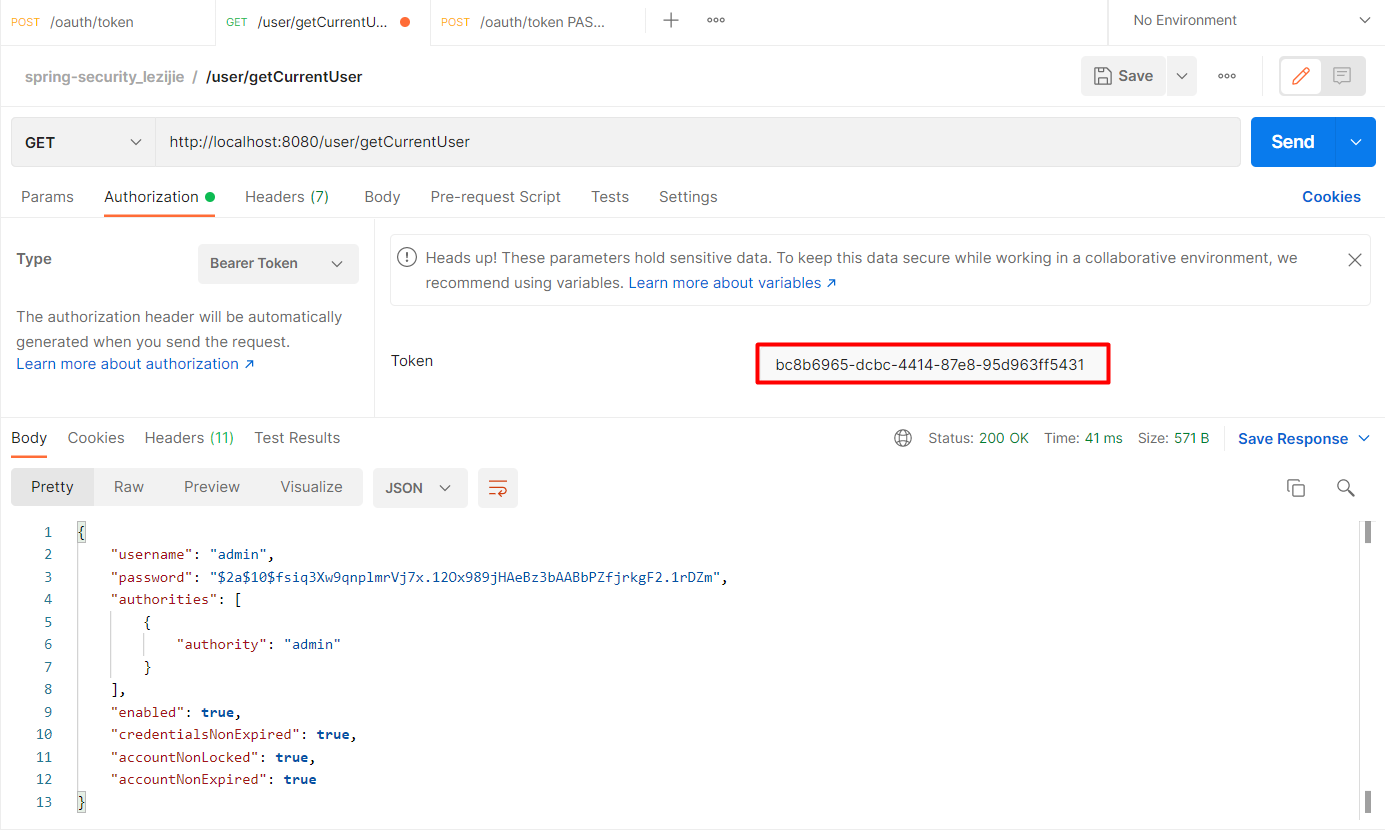 POST /oauth/token GET /user/getCurrentU... POST /oauth/token PAS... No Environment
spring-security_lezijie / /user/getCurrentUser Save
GET http://localhost:8080/user/getCurrentUser Send
Params Authorization Headers (7) Body Pre-request Script Tests Settings Cookies
Type Bearer Token
The authorization header will be automatically
generated when you send the request.
Learn more about authorization ↗
Heads up! These parameters hold sensitive data. To keep this data secure while working in a collaborative environment, we
recommend using variables. Learn more about variables ↗
Token bc8b6965-dcbc-4414-87e8-95d963ff5431
Body Cookies Headers (11) Test Results Status: 200 OK Time: 41 ms Size: 571 B Save Response
Pretty Raw Preview Visualize JSON
1 {
2 "username": "admin",
3 "password": "$2a$10$fsiq3Xw9qnplmrVj7x.12Ox989jHAeBz3bAABbPZfjrkgF2.1rDZm",
4 "authorities": [
5 {
6 "authority": "admin"
7 }
8 ],
9 "enabled": true,
10 "credentialsNonExpired": true,
11 "accountNonLocked": true,
12 "accountNonExpired": true
13 }